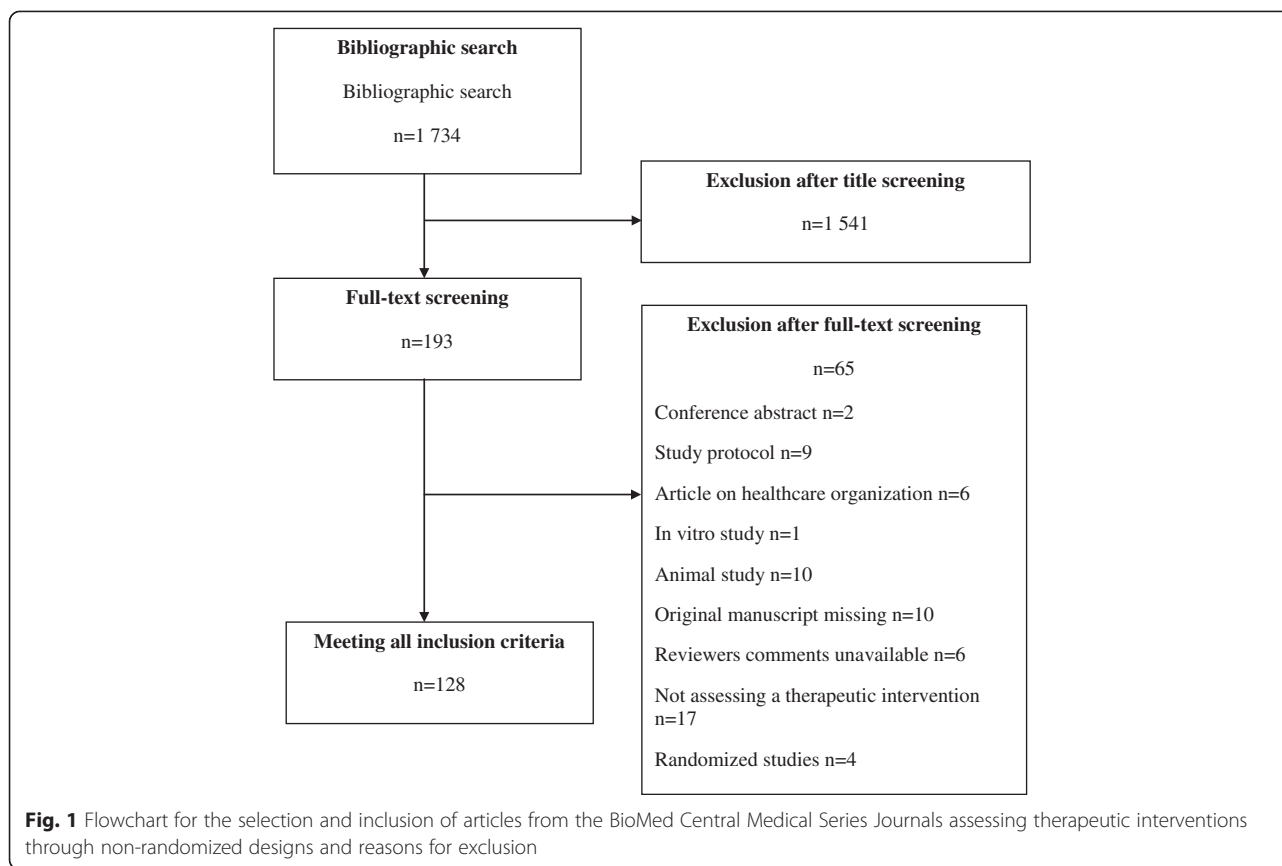 Bibliographic search
Bibliographic search
n=1 734
Exclusion after title screening
n=1 541
Full-text screening
n=193
Exclusion after full-text screening
n=65
Conference abstract n=2
Study protocol n=9
Article on healthcare organization n=6
In vitro study n=1
Animal study n=10
Original manuscript missing n=10
Reviewers comments unavailable n=6
Not assessing a therapeutic intervention
n=17
Randomized studies n=4
Meeting all inclusion criteria
n=128
Fig. 1 Flowchart for the selection and inclusion of articles from the BioMed Central Medical Series Journals assessing therapeutic interventions
through non-randomized designs and reasons for exclusion